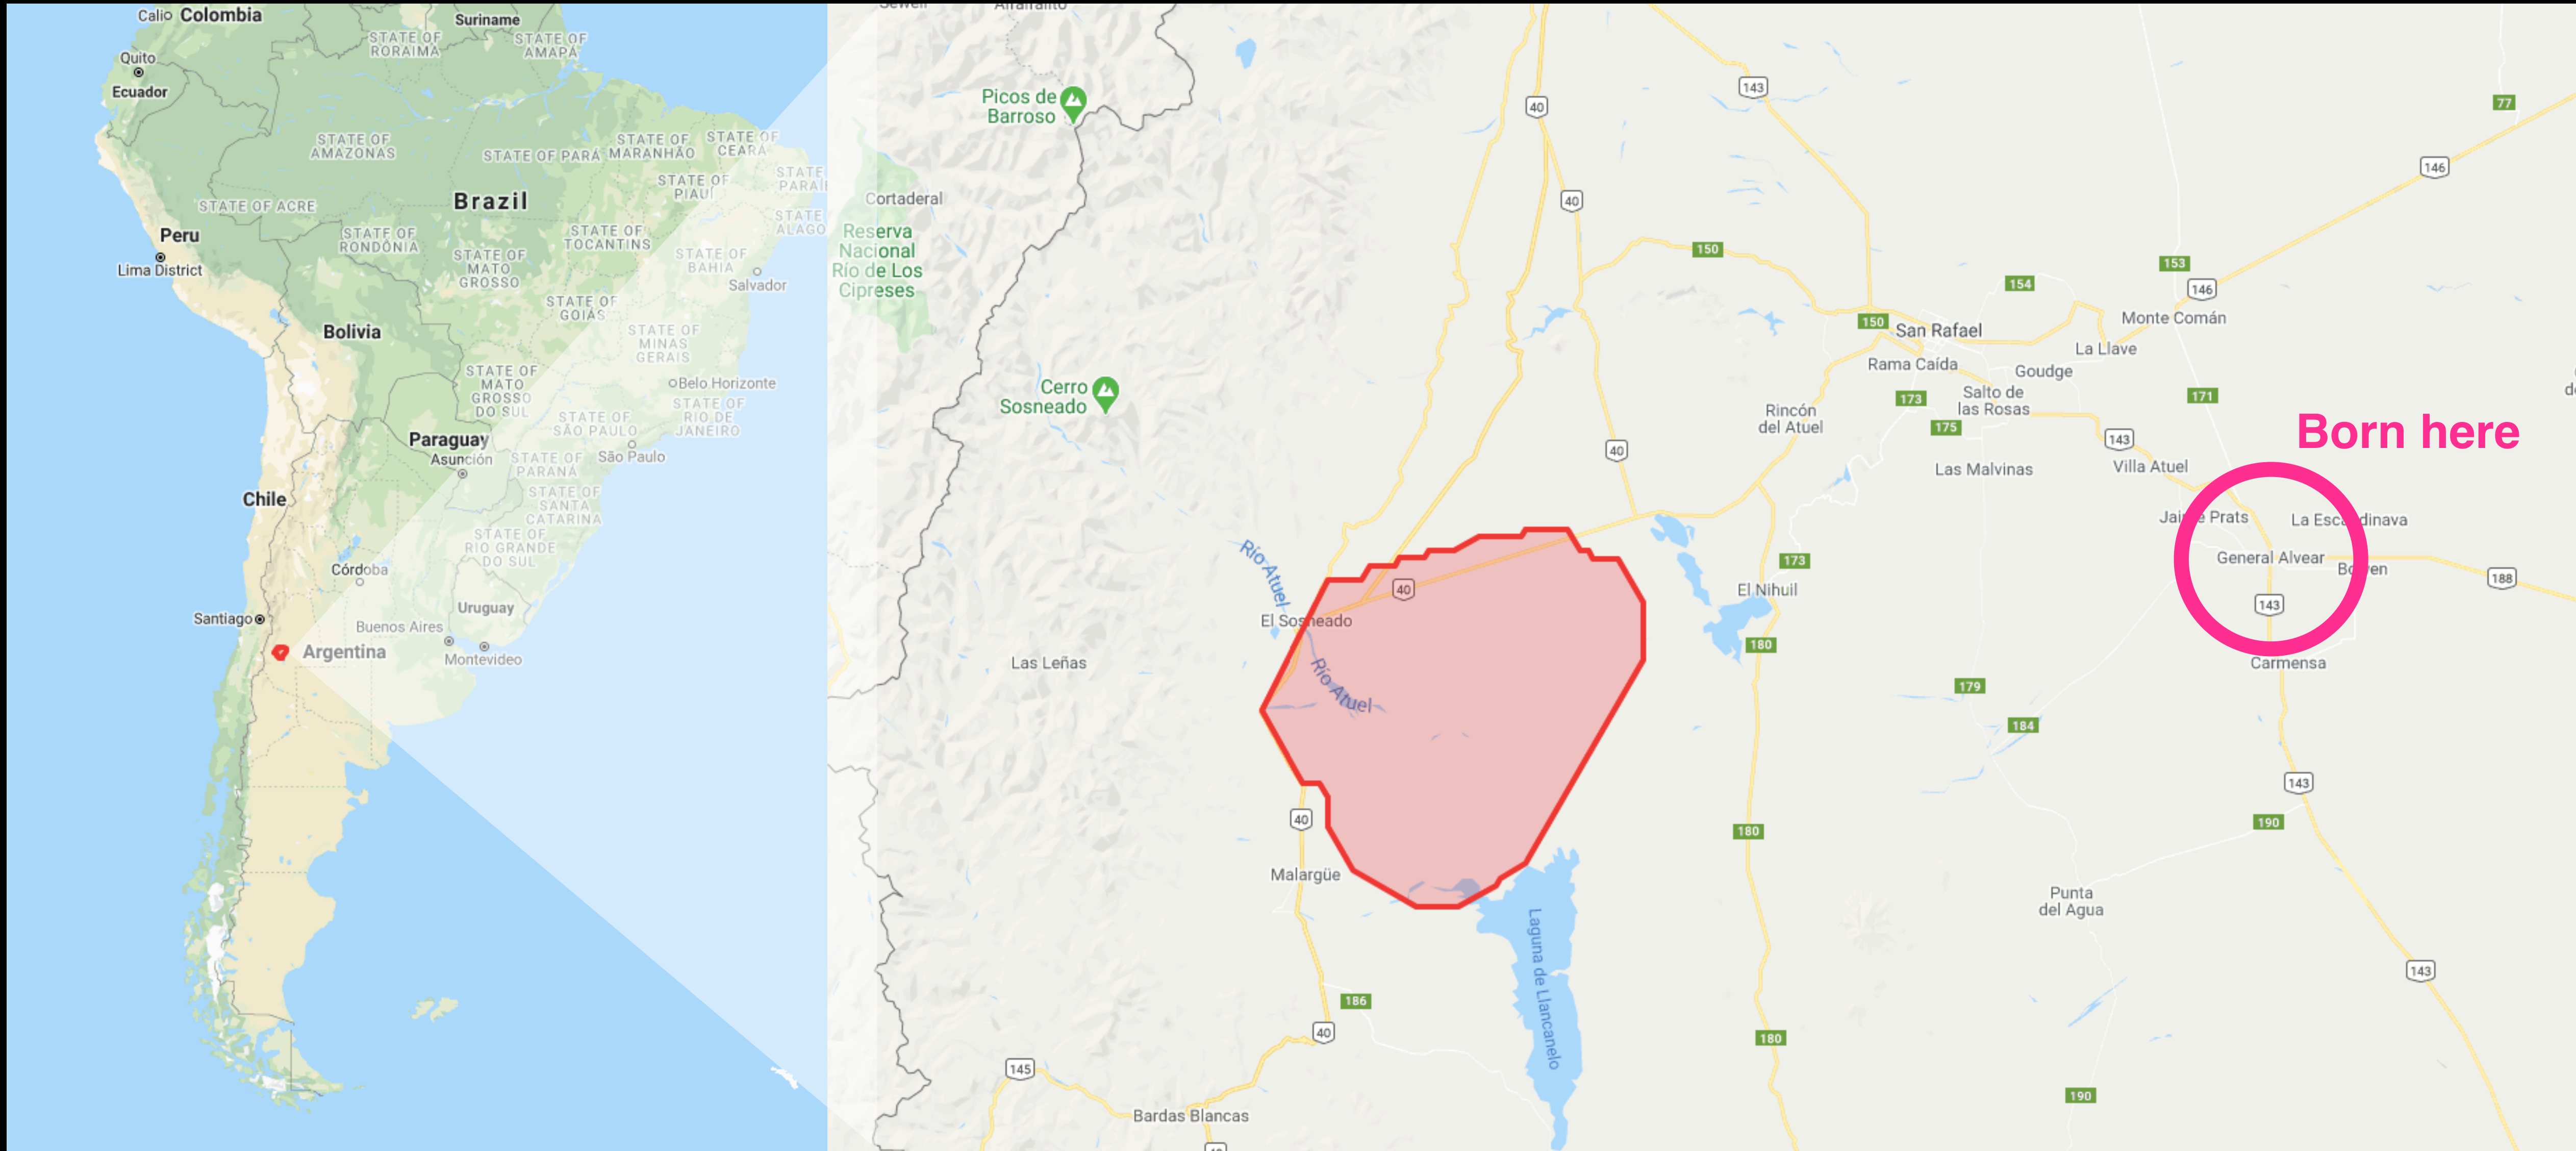 Cali
Colombia
Suriname
STATE OF
RORAIMA
STATE OF
AMAPÁ
Quito
Ecuador
STATE OF
AMAZONAS
STATE OF PARÁ
STATE OF
MARANHÃO
STATE OF
CEARÁ
STATE OF
PIAUÍ
STATE
STATE OF ACRE
Brazil
STATE
Peru
STATE OF
RONDÔNIA
STATE OF
TOCANTINS
Lima District
STATE OF
MATO
GROSSO
STATE OF
BAHIA
Salvador
STATE OF
GOIÁS
Bolivia
STATE OF
MINAS
GERAIS
STATE OF
MATO
GROSSO
DO SUL
Belo Horizonte
STATE OF
RIO DE
JANEIRO
STATE OF
SÃO PAULO
Paraguay
Asunción
São Paulo
STATE OF
PARANÁ
Chile
STATE OF
SANTA
CATARINA
STATE OF
RIO GRANDE
DO SUL
Córdoba
Santiago
Uruguay
Buenos Aires
Argentina
Montevideo
Picos de
Barroso
40
143
77
146
Cortaderal
40
Reserva
Nacional
Río de Los
Cipreses
150
153
154
146
Monte Comán
150
San Rafael
La Llave
Rama Caída
Goudge
Cerro
Sosneado
173
Salto de
las Rosas
171
Rincón
del Atuel
175
143
Born here
40
Las Malvinas
Villa Atuel
Jaime Prats
La Escandinava
Río Atuel
173
General Alvear
Bowen
188
40
El Nihuil
143
El Sosneado
180
Las Leñas
Carmensa
Río Atuel
179
184
143
40
180
190
Malargüe
Punta
del Agua
Laguna de Llancanelo
143
186
40
180
145
190
Bardas Blancas